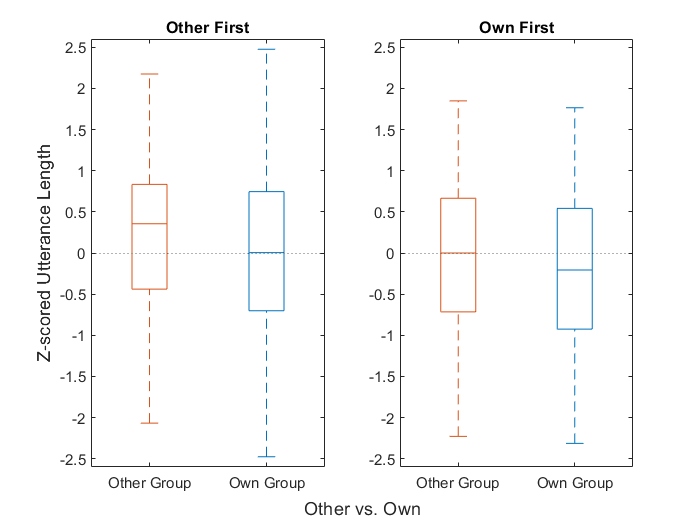 Other First
Own First
Z-scored Utterance Length
2.5
2
1.5
1
0.5
0
-0.5
-1
-1.5
-2
-2.5
Other Group
Own Group
2.5
2
1.5
1
0.5
0
-0.5
-1
-1.5
-2
-2.5
Other Group
Own Group
Other vs. Own